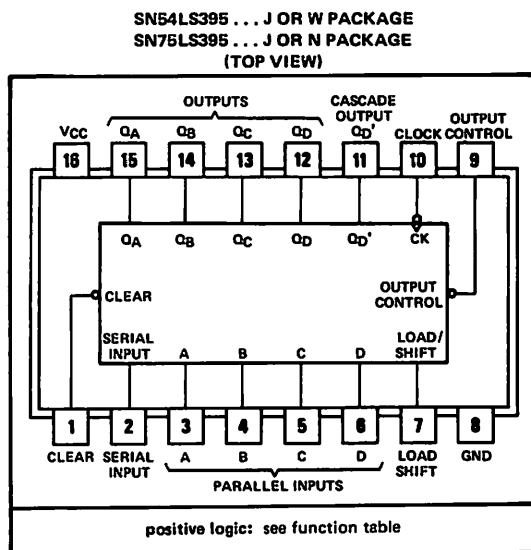 SN54LS395 . . . J OR W PACKAGE
SN75LS395 . . . J OR N PACKAGE
(TOP VIEW)
OUTPUTS
CASCADE OUTPUT
OUTPUT CONTROL
VCC QA QB QC QD QD' CLOCK
16 15 14 13 12 11 10 9
QA QB QC QD QD' CK
CLEAR
OUTPUT CONTROL
SERIAL INPUT A B C D LOAD/ SHIFT
1 2 3 4 5 6 7 8
CLEAR SERIAL INPUT A B C D LOAD SHIFT GND
PARALLEL INPUTS
positive logic: see function table